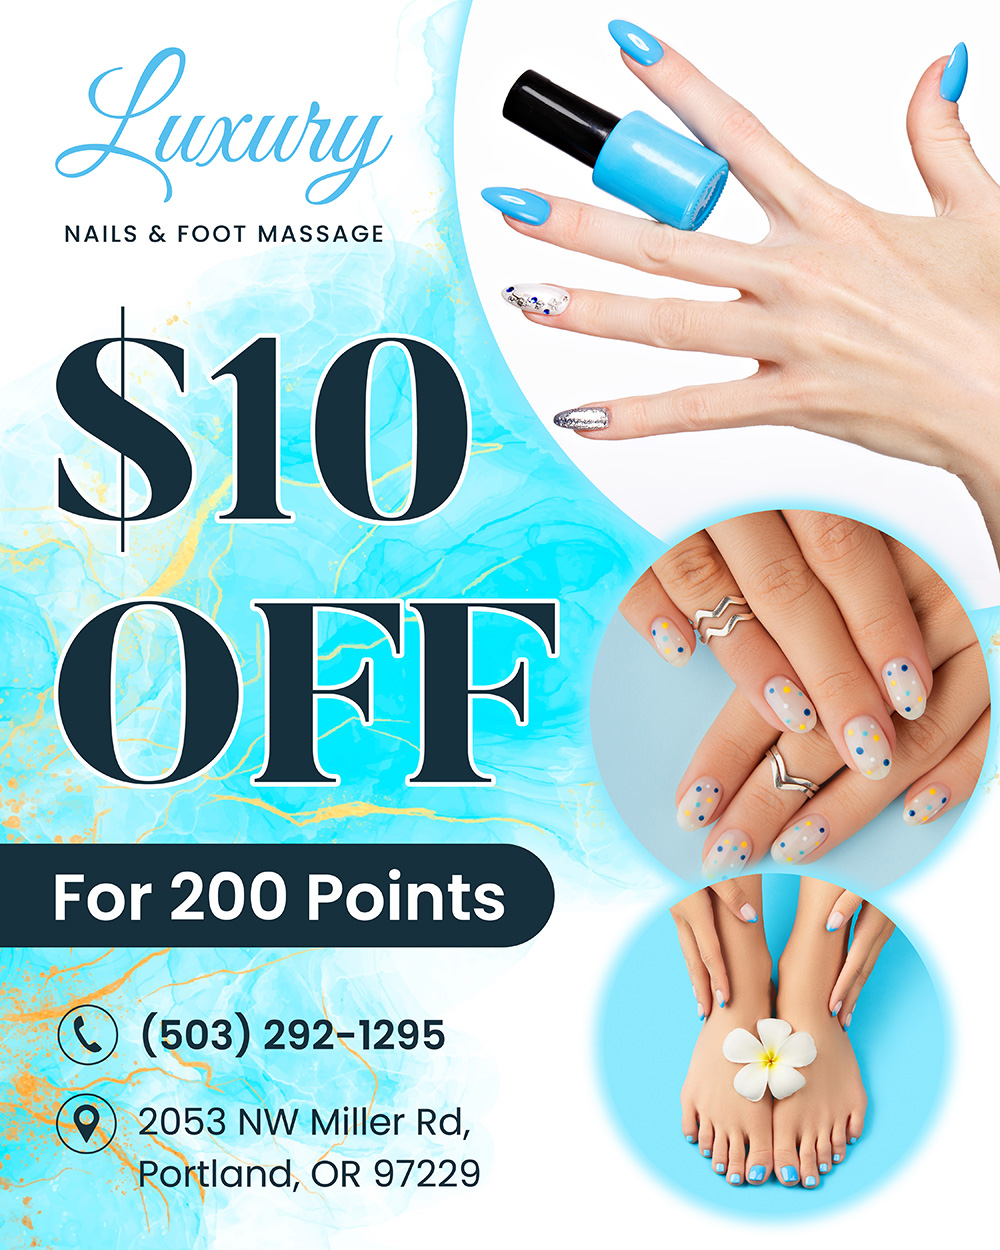 Luxury
NAILS & FOOT MASSAGE
$10
OFF
For 200 Points
(503) 292-1295
2053 NW Miller Rd,
Portland, OR 97229